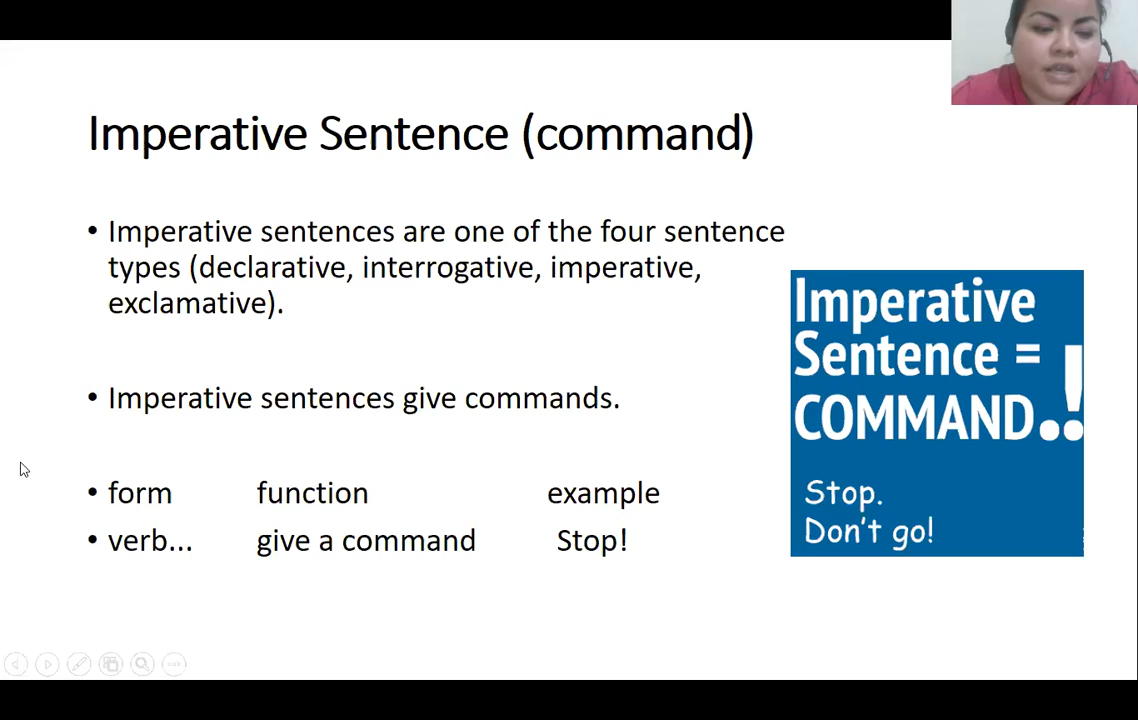 Imperative Sentence (command)
• Imperative sentences are one of the four sentence
types (declarative, interrogative, imperative,
exclamative).
• Imperative sentences give commands.
• form function example
• verb... give a command Stop!
Imperative
Sentence =
COMMAND.!
Stop.
Don't go!